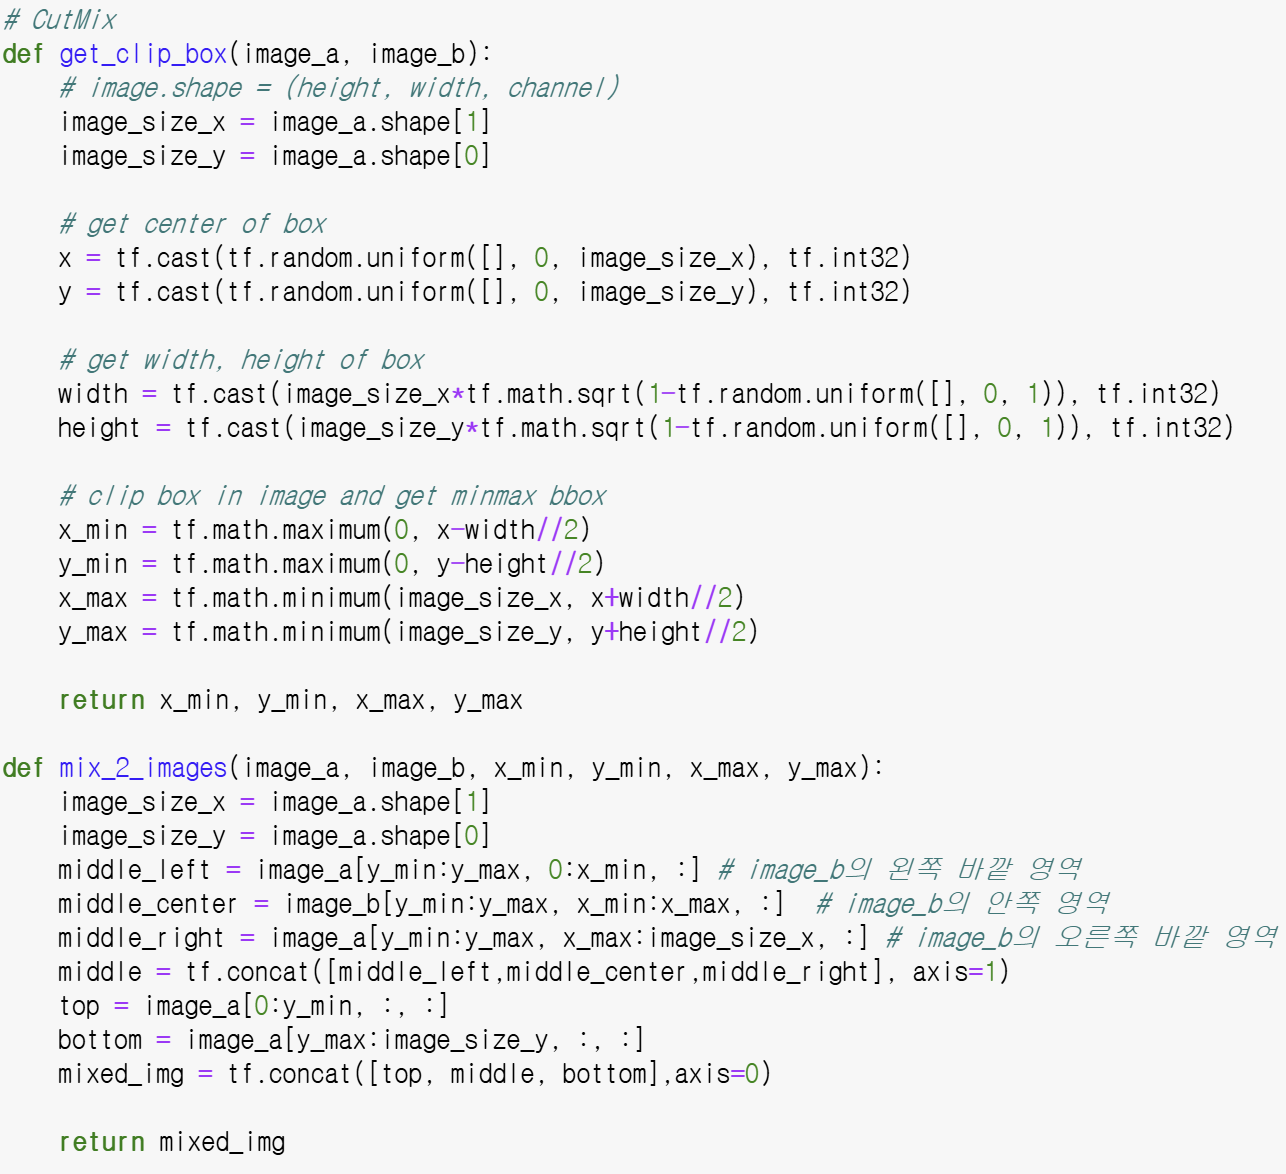 # CutMix
def get_clip_box(image_a, image_b):
    # image.shape = (height, width, channel)
    image_size_x = image_a.shape[1]
    image_size_y = image_a.shape[0]

    # get center of box
    x = tf.cast(tf.random.uniform([], 0, image_size_x), tf.int32)
    y = tf.cast(tf.random.uniform([], 0, image_size_y), tf.int32)

    # get width, height of box
    width = tf.cast(image_size_x*tf.math.sqrt(1-tf.random.uniform([], 0, 1)), tf.int32)
    height = tf.cast(image_size_y*tf.math.sqrt(1-tf.random.uniform([], 0, 1)), tf.int32)

    # clip box in image and get minmax bbox
    x_min = tf.math.maximum(0, x-width//2)
    y_min = tf.math.maximum(0, y-height//2)
    x_max = tf.math.minimum(image_size_x, x+width//2)
    y_max = tf.math.minimum(image_size_y, y+height//2)

    return x_min, y_min, x_max, y_max

def mix_2_images(image_a, image_b, x_min, y_min, x_max, y_max):
    image_size_x = image_a.shape[1]
    image_size_y = image_a.shape[0]
    middle_left = image_a[y_min:y_max, 0:x_min, :] # image_b의 왼쪽 바깥 영역
    middle_center = image_b[y_min:y_max, x_min:x_max, :]  # image_b의 안쪽 영역
    middle_right = image_a[y_min:y_max, x_max:image_size_x, :] # image_b의 오른쪽 바깥 영역
    middle = tf.concat([middle_left,middle_center,middle_right], axis=1)
    top = image_a[0:y_min, :, :]
    bottom = image_a[y_max:image_size_y, :, :]
    mixed_img = tf.concat([top, middle, bottom],axis=0)

    return mixed_img